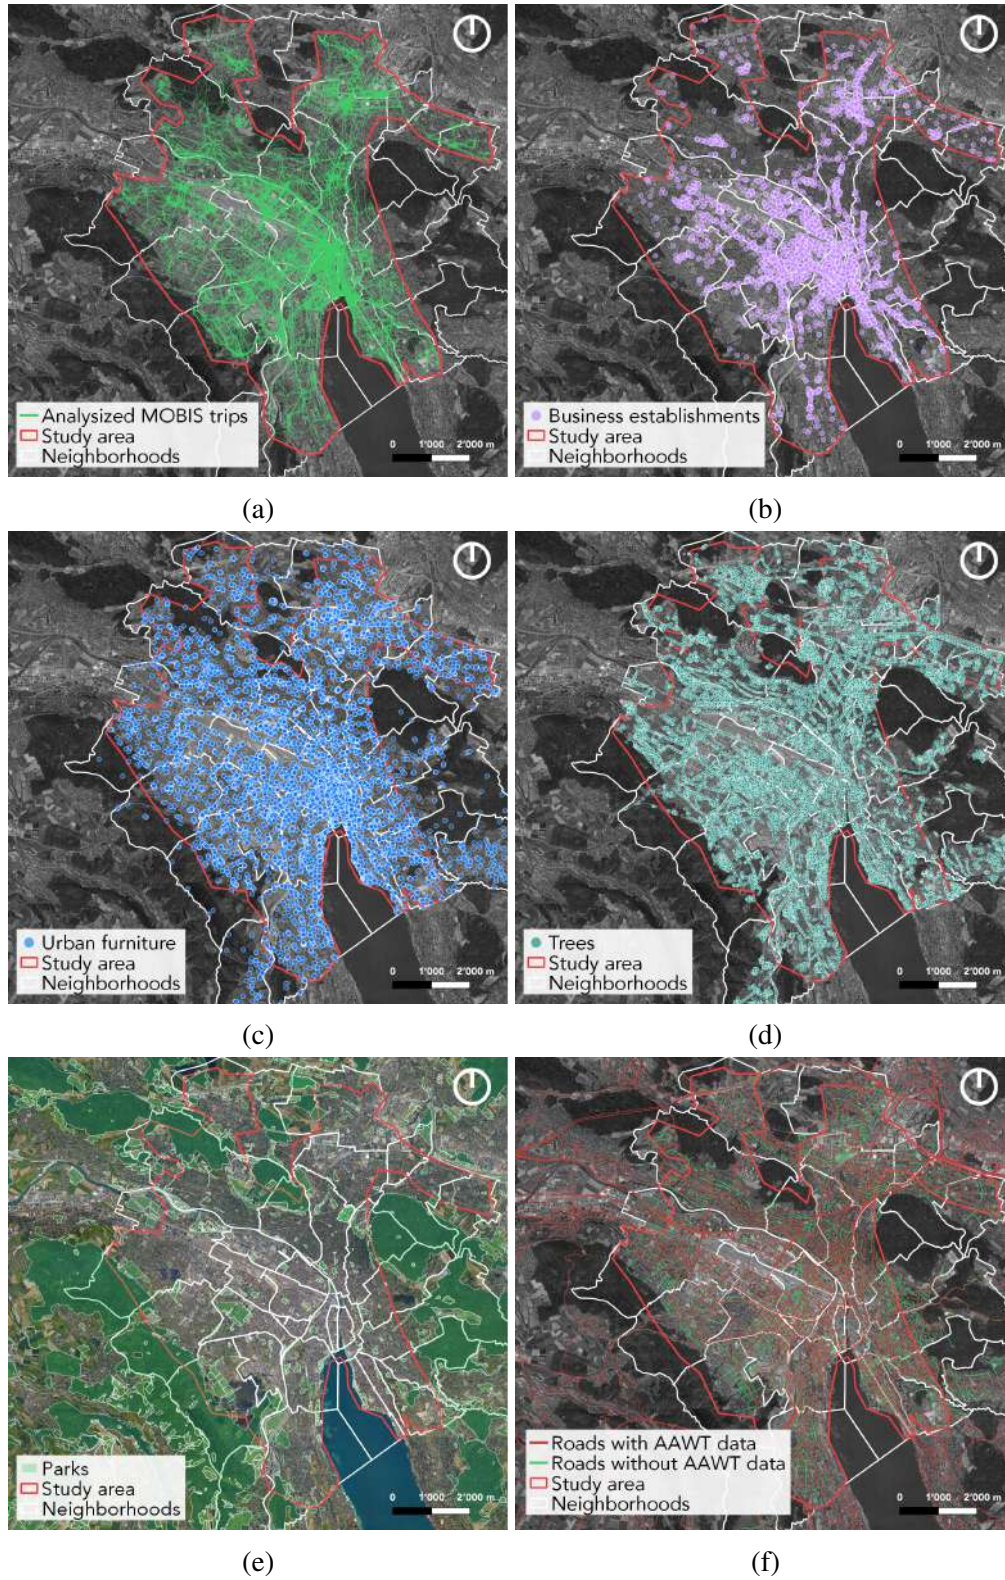 Analysized MOBIS trips
Study area
Neighborhoods
0 1'000 2'000 m
(a)
Business establishments
Study area
Neighborhoods
0 1'000 2'000 m
(b)
Urban furniture
Study area
Neighborhoods
0 1'000 2'000 m
(c)
Trees
Study area
Neighborhoods
0 1'000 2'000 m
(d)
Parks
Study area
Neighborhoods
0 1'000 2'000 m
(e)
Roads with AAWT data
Roads without AAWT data
Study area
Neighborhoods
0 1'000 2'000 m
(f)